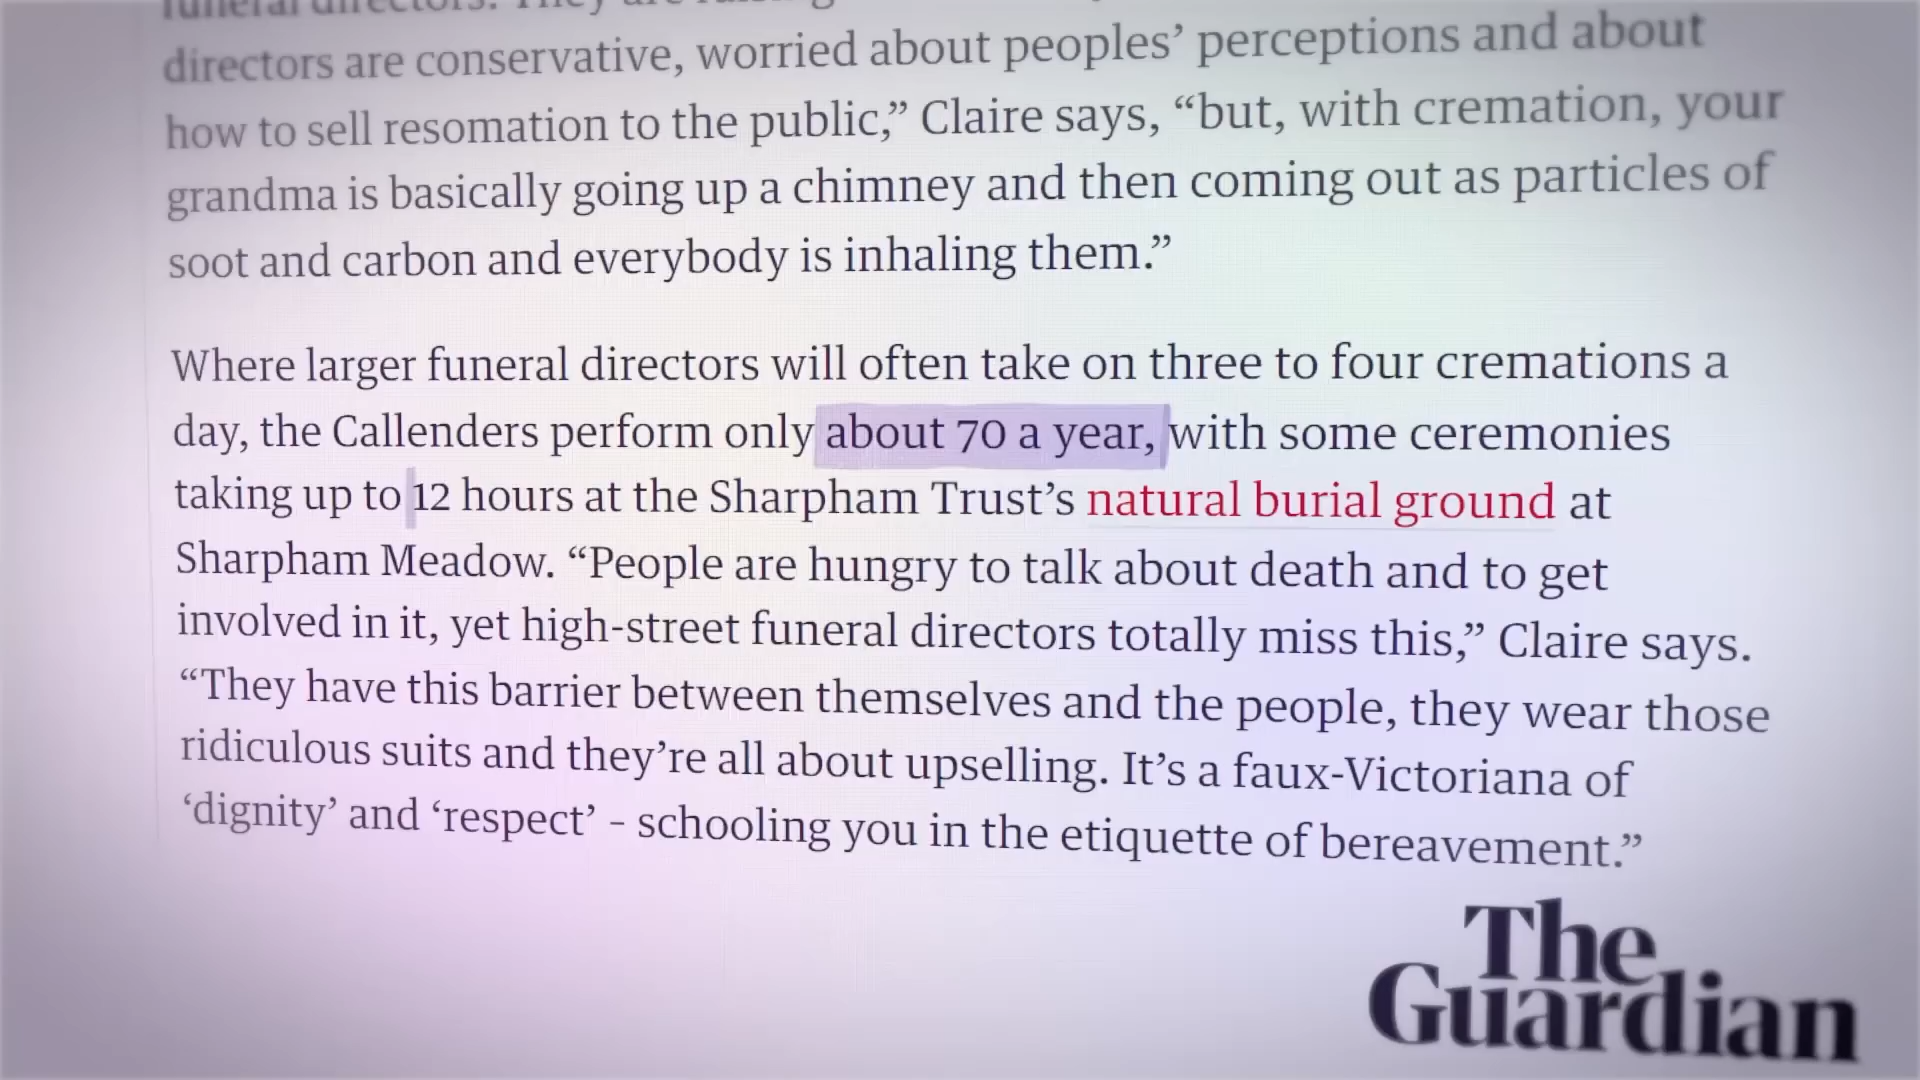 funeral directors. They are
directors are conservative, worried about peoples’ perceptions and about
how to sell resomation to the public,” Claire says, “but, with cremation, your
grandma is basically going up a chimney and then coming out as particles of
soot and carbon and everybody is inhaling them.”
Where larger funeral directors will often take on three to four cremations a
day, the Callenders perform only about 70 a year, with some ceremonies
taking up to 12 hours at the Sharpham Trust’s natural burial ground at
Sharpham Meadow. “People are hungry to talk about death and to get
involved in it, yet high-street funeral directors totally miss this,” Claire says.
“They have this barrier between themselves and the people, they wear those
ridiculous suits and they’re all about upselling. It’s a faux-Victoriana of
‘dignity’ and ‘respect’ – schooling you in the etiquette of bereavement.”
The
Guardian